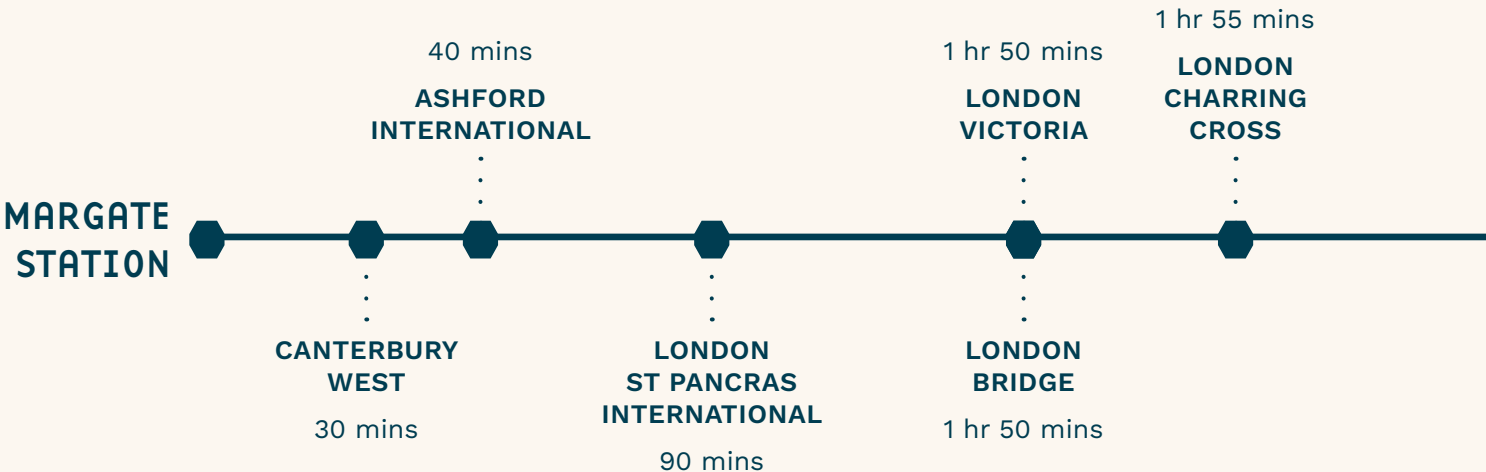 MARGATE
STATION
CANTERBURY
WEST
30 mins
40 mins
ASHFORD
INTERNATIONAL
LONDON
ST PANCRAS
INTERNATIONAL
90 mins
1 hr 50 mins
LONDON
VICTORIA
LONDON
BRIDGE
1 hr 50 mins
1 hr 55 mins
LONDON
CHARRING
CROSS